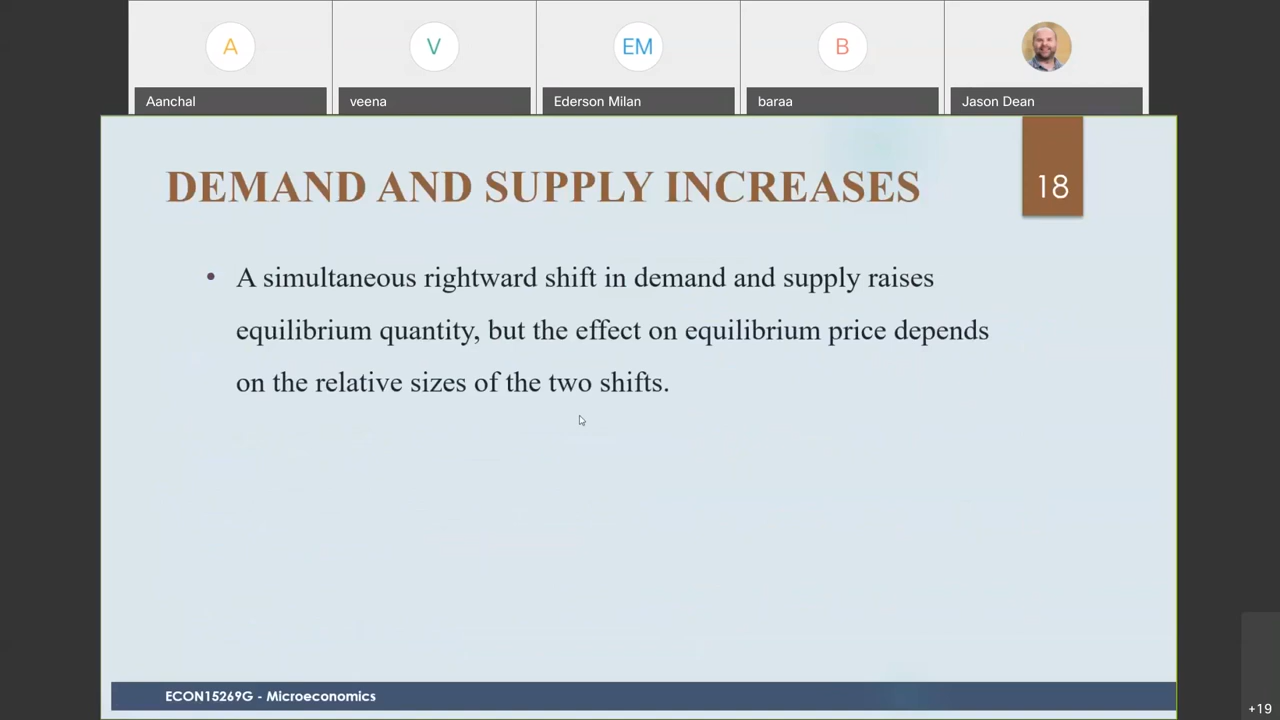 A
V
EM
B
Aanchal
veena
Ederson Milan
baraa
Jason Dean
DEMAND AND SUPPLY INCREASES
18
• A simultaneous rightward shift in demand and supply raises
equilibrium quantity, but the effect on equilibrium price depends
on the relative sizes of the two shifts.
ECON15269G - Microeconomics
+19